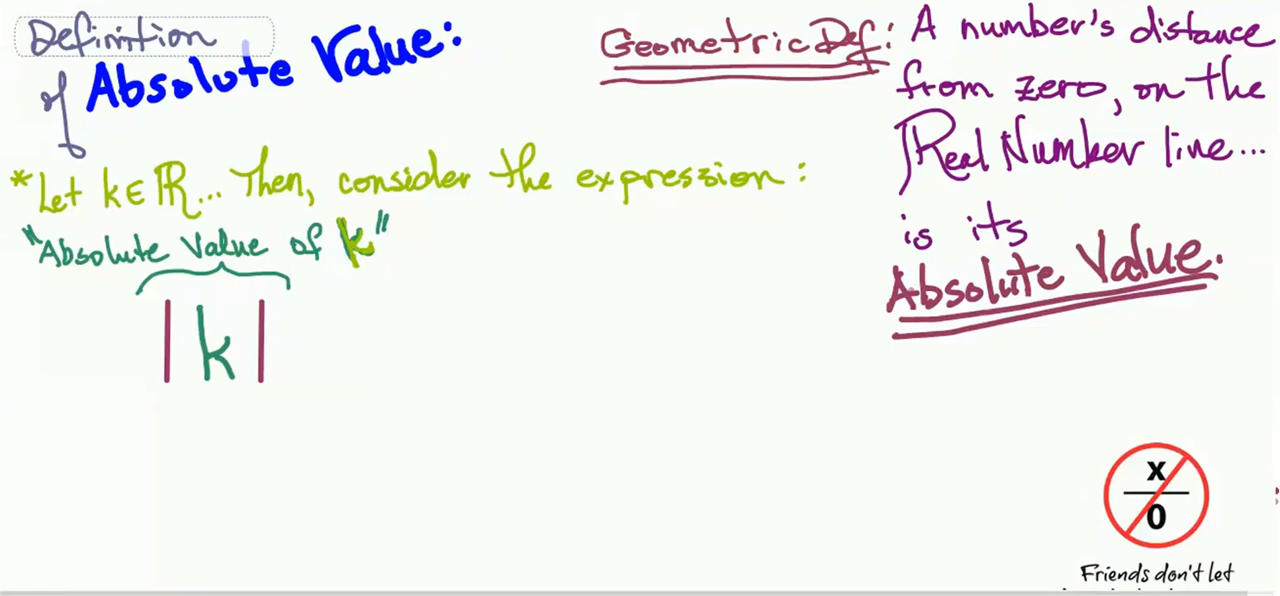 Definition
of Absolute Value:
*Let k ∈ ℝ... Then, consider the expression:
"Absolute Value of k"
|k|
Geometric Def: A number's distance
from zero, on the
Real Number line...
is its
Absolute Value.
x
0
Friends don't let